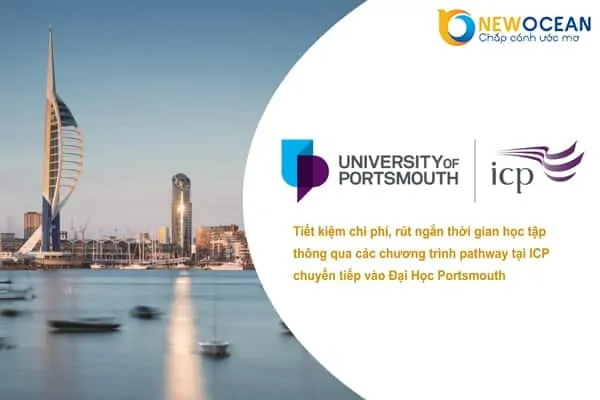 NEWOCEAN
Chắp cánh ước mơ
UNIVERSITY OF
PORTSMOUTH
icp
Tiết kiệm chi phí, rút ngắn thời gian học tập
thông qua các chương trình pathway tại ICP
chuyển tiếp vào Đại Học Portsmouth